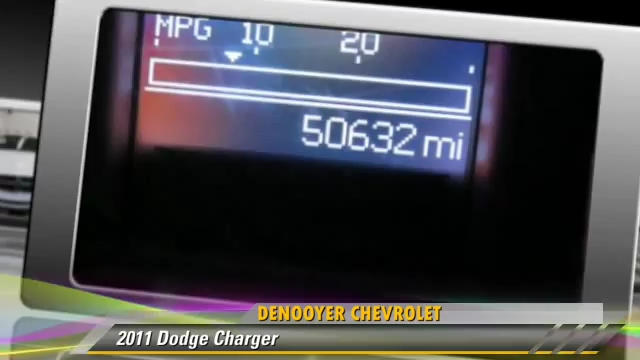 MPG 10 20
50632 mi
DENOOYER CHEVROLET
2011 Dodge Charger